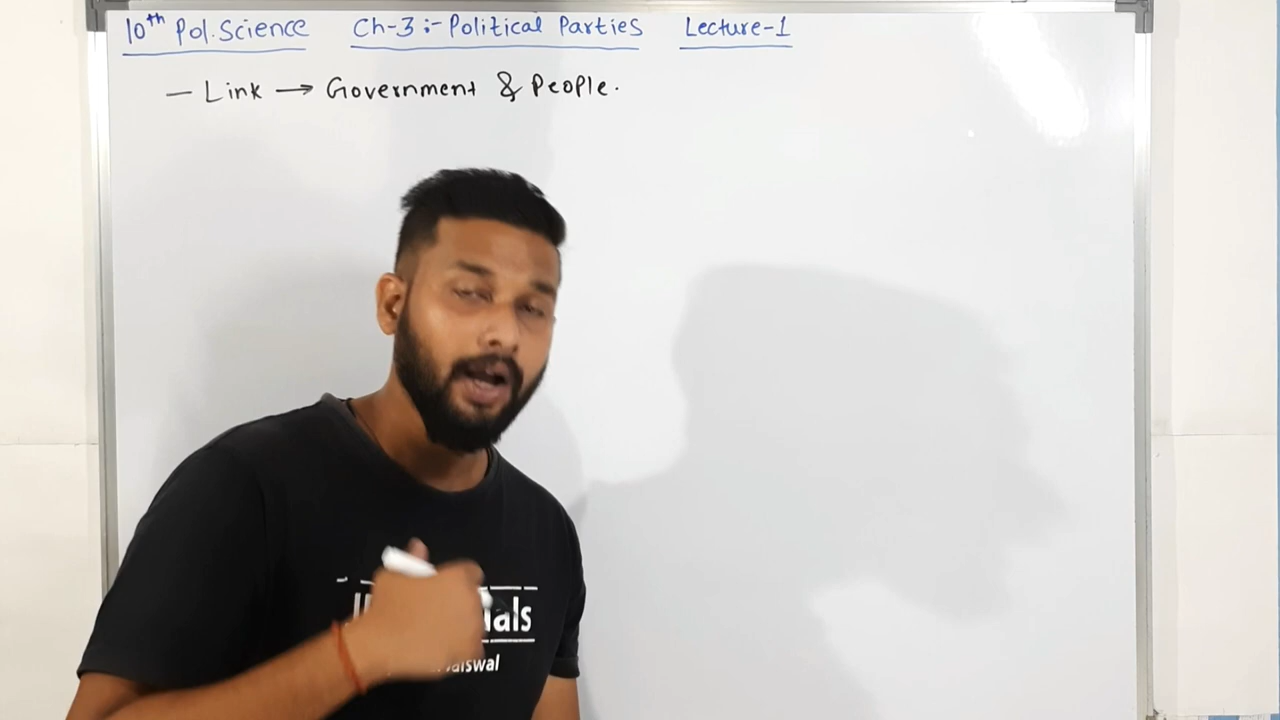 10th Pol. Science Ch-3:- Political Parties Lecture-1
— Link → Government & People.